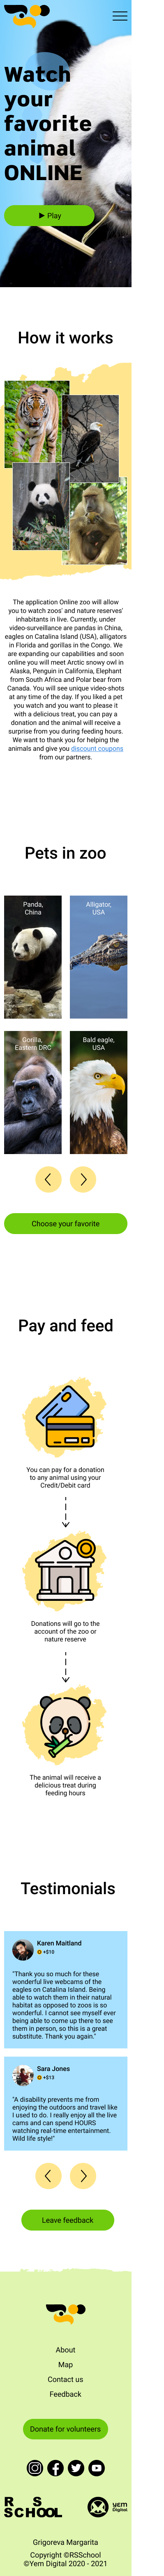 Watch
your
favorite
animal
ONLINE
Play
How it works
The application Online zoo will allow
you to watch zoos' and nature reserves'
inhabitants in live. Currently, under
video-surveillance are pandas in China,
eagles on Catalina Island (USA), alligators
in Florida and gorillas in the Congo. We
are expanding our capabilities and soon
online you will meet Arctic snowy owl in
Alaska, Penguin in California, Elephant
from South Africa and Polar bear from
Canada. You will see unique video-shots
at any time of the day. If you liked a pet
you watch and you want to please it
with a delicious treat, you can pay a
donation and the animal will receive a
surprise from you during feeding hours.
We want to thank you for helping the
animals and give you discount coupons
from our partners.
Pets in zoo
Panda,
China
Alligator,
USA
Gorilla,
Eastern DRC
Bald eagle,
USA
Choose your favorite
Pay and feed
You can pay for a donation
to any animal using your
Credit/Debit card
Donations will go to the
account of the zoo or
nature reserve
The animal will receive a
delicious treat during
feeding hours
Testimonials
Karen Maitland
+$10
"Thank you so much for these
wonderful live webcams of the
eagles on Catalina Island. Being
able to watch them in their natural
habitat as opposed to zoos is so
wonderful. I cannot see myself ever
being able to come up there to see
them in person, so this is a great
substitute. Thank you again."
Sara Jones
+$13
"A disability prevents me from
enjoying the outdoors and travel like
I used to do. I really enjoy all the live
cams and can spend HOURS
watching real-time entertainment.
Wild life style!"
Leave feedback
About
Map
Contact us
Feedback
Donate for volunteers
RS
SCHOOL
yem
Digital
Grigoreva Margarita
Copyright ©RSSchool
©Yem Digital 2020 - 2021